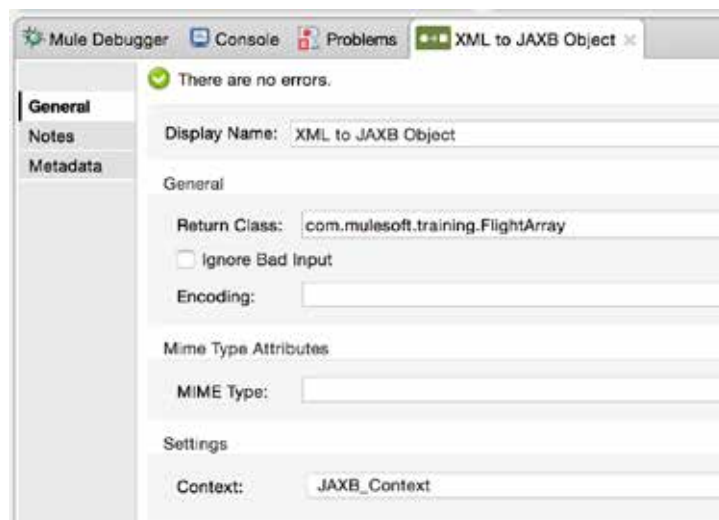 Mule Debugger Console Problems XML to JAXB Object
There are no errors.
General
Notes
Metadata
Display Name: XML to JAXB Object
General
Return Class: com.mulesoft.training.FlightArray
Ignore Bad Input
Encoding:
Mime Type Attributes
MIME Type:
Settings
Context: JAXB_Context